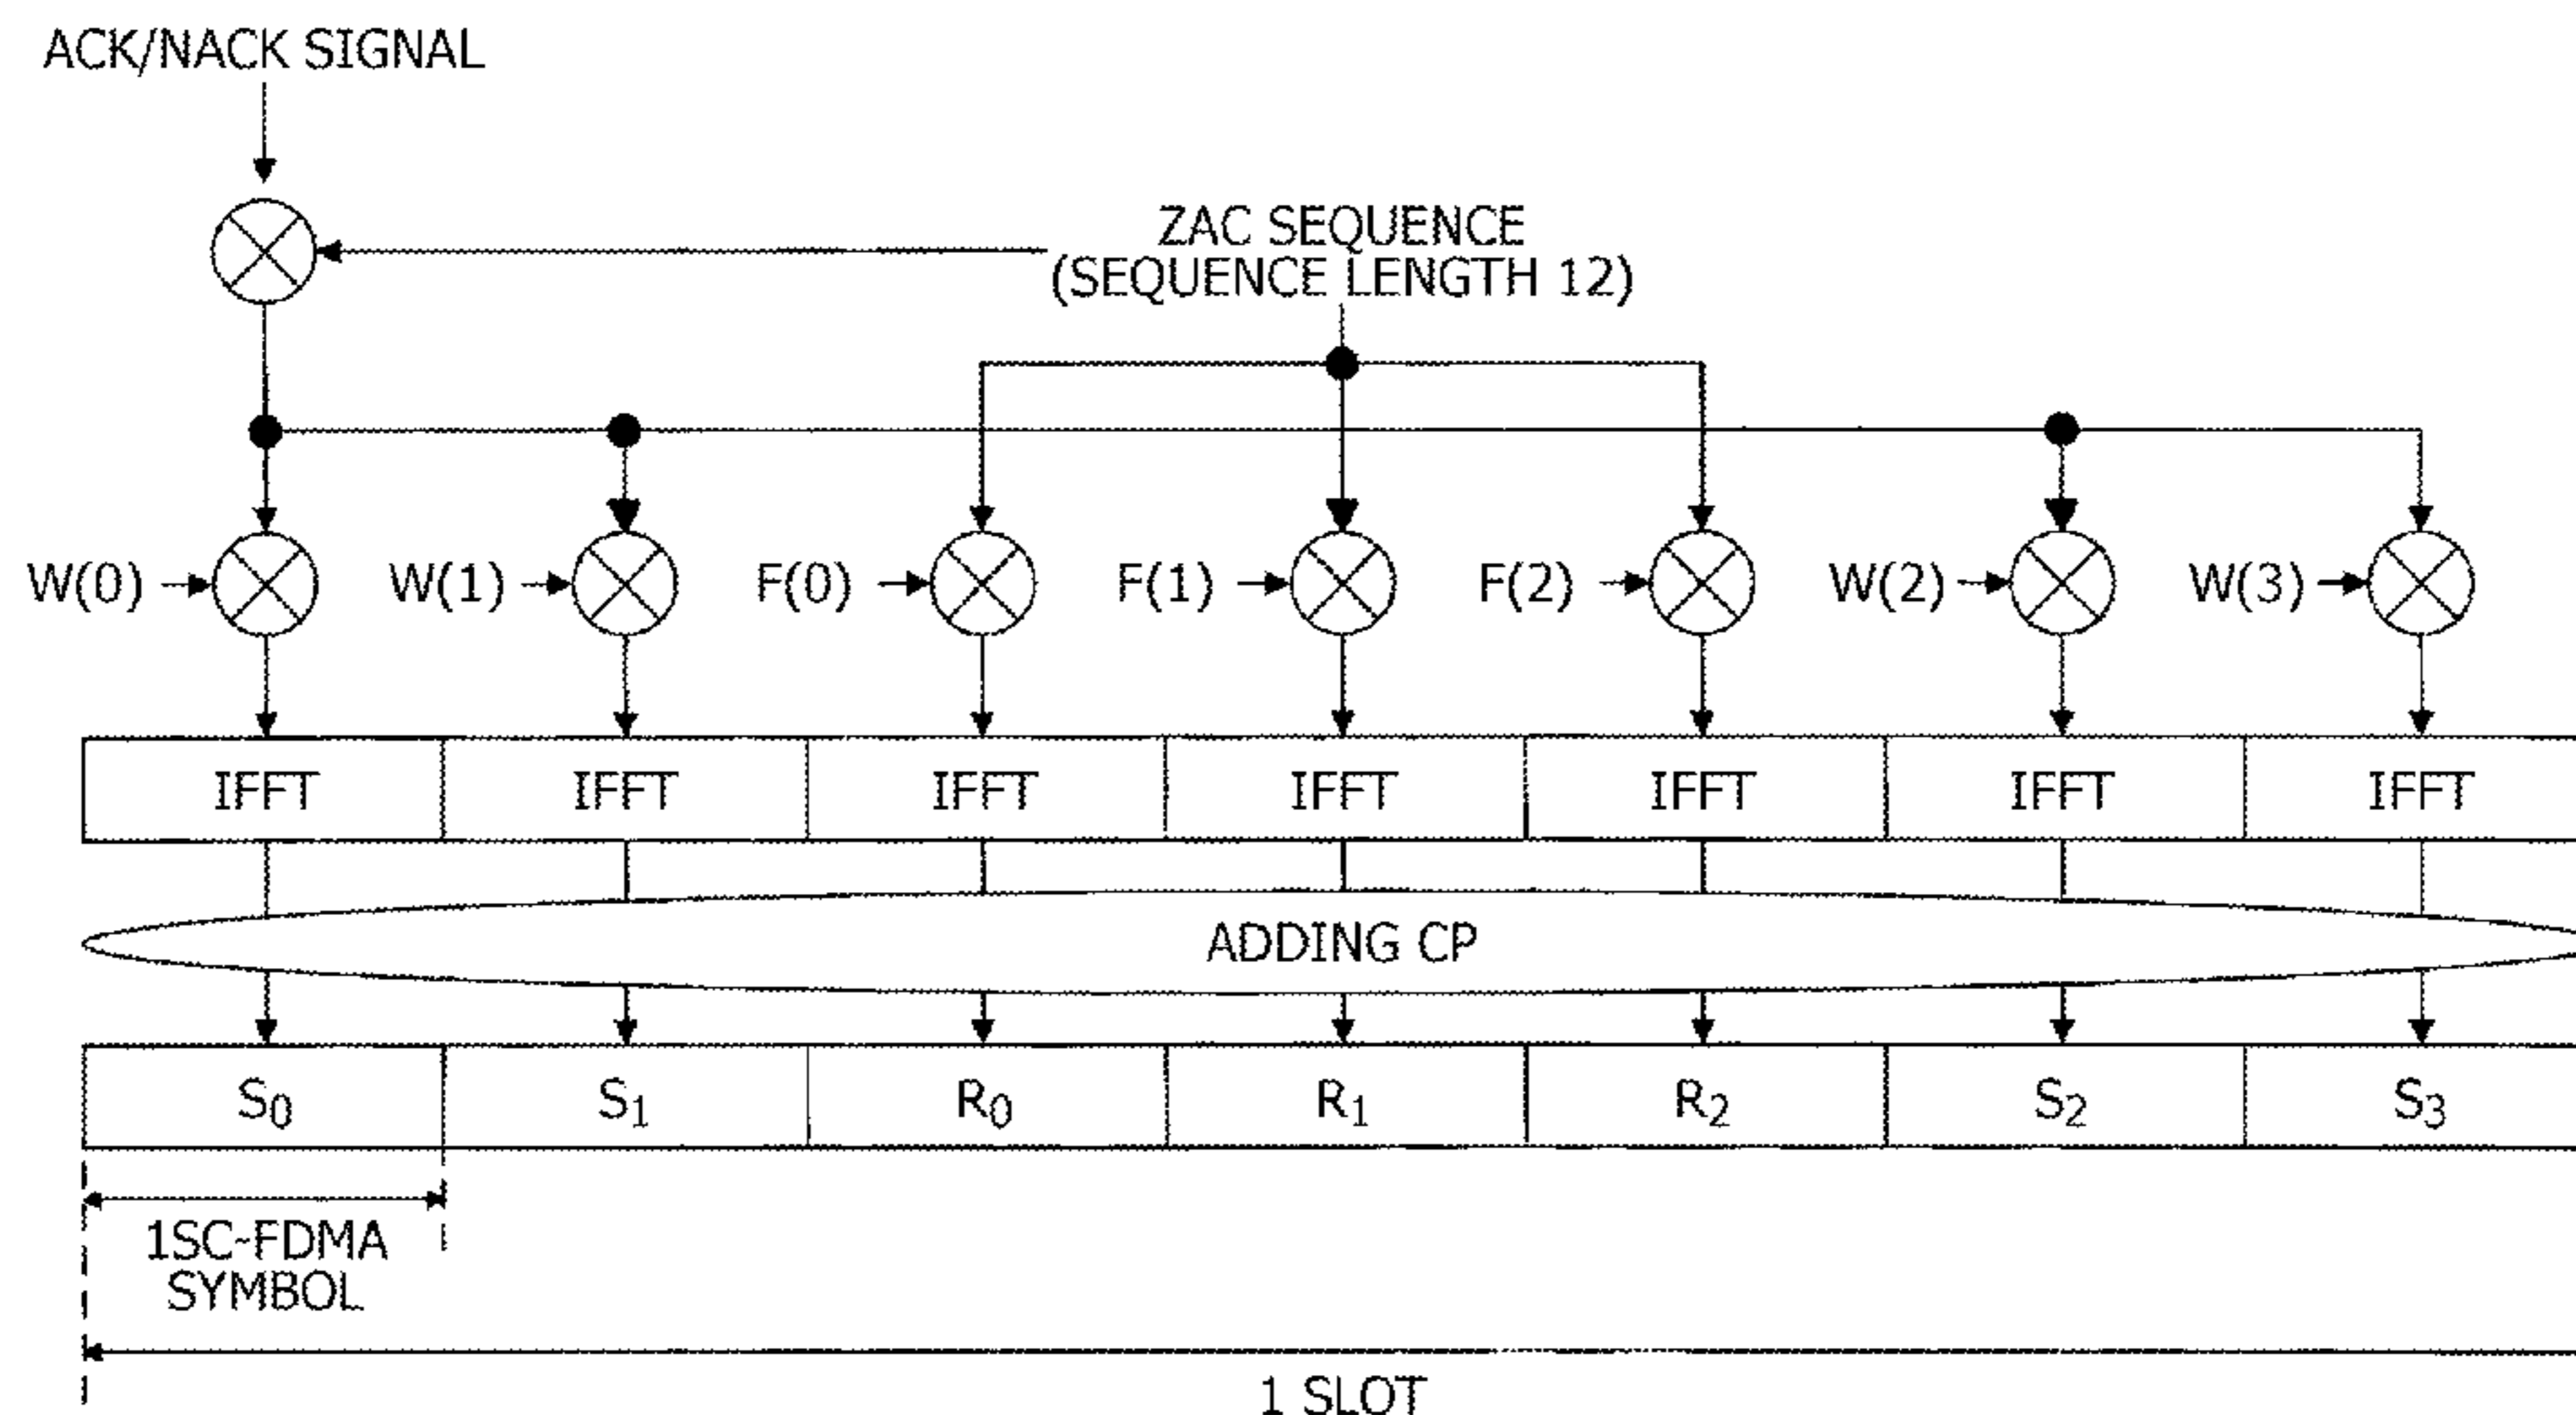 ACK/NACK SIGNAL
ZAC SEQUENCE
(SEQUENCE LENGTH 12)
W(0) W(1) F(0) F(1) F(2) W(2) W(3)
IFFT IFFT IFFT IFFT IFFT IFFT IFFT
ADDING CP
S0 S1 R0 R1 R2 S2 S3
1SC-FDMA
SYMBOL
1 SLOT